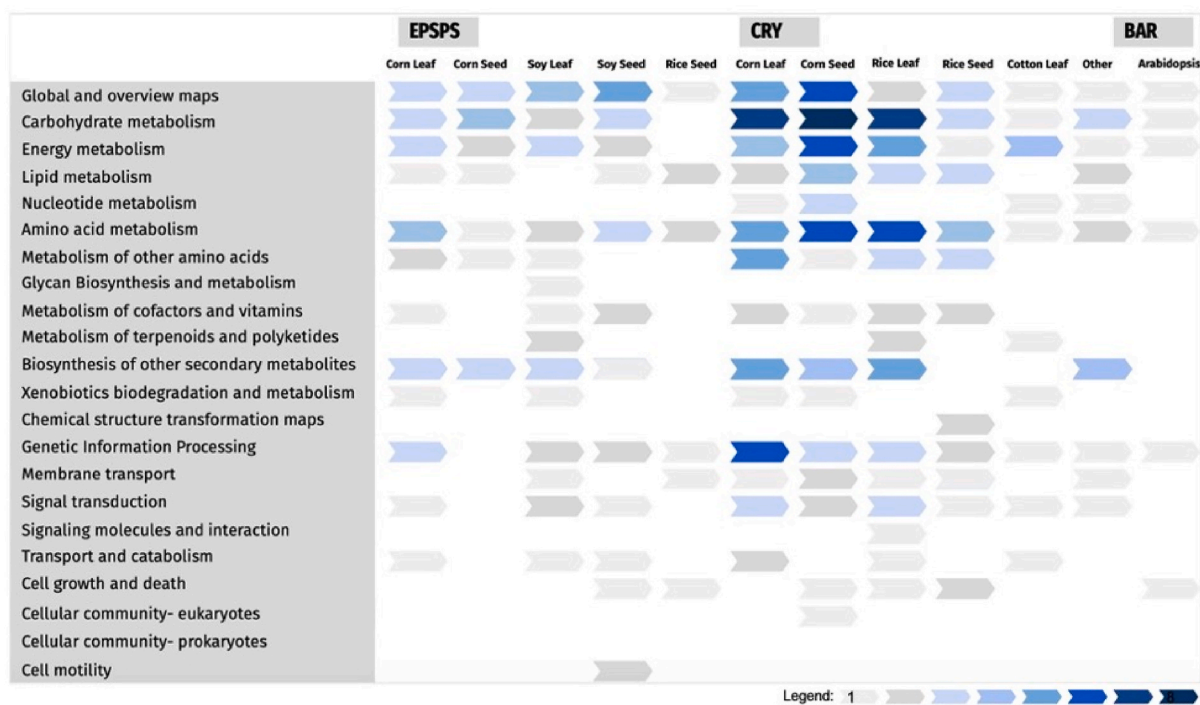 EPSPS CRY BAR
Corn Leaf Corn Seed Soy Leaf Soy Seed Rice Seed Corn Leaf Corn Seed Rice Leaf Rice Seed Cotton Leaf Other Arabidopsis
Global and overview maps
Carbohydrate metabolism
Energy metabolism
Lipid metabolism
Nucleotide metabolism
Amino acid metabolism
Metabolism of other amino acids
Glycan Biosynthesis and metabolism
Metabolism of cofactors and vitamins
Metabolism of terpenoids and polyketides
Biosynthesis of other secondary metabolites
Xenobiotics biodegradation and metabolism
Chemical structure transformation maps
Genetic Information Processing
Membrane transport
Signal transduction
Signaling molecules and interaction
Transport and catabolism
Cell growth and death
Cellular community- eukaryotes
Cellular community- prokaryotes
Cell motility
Legend: 1 8